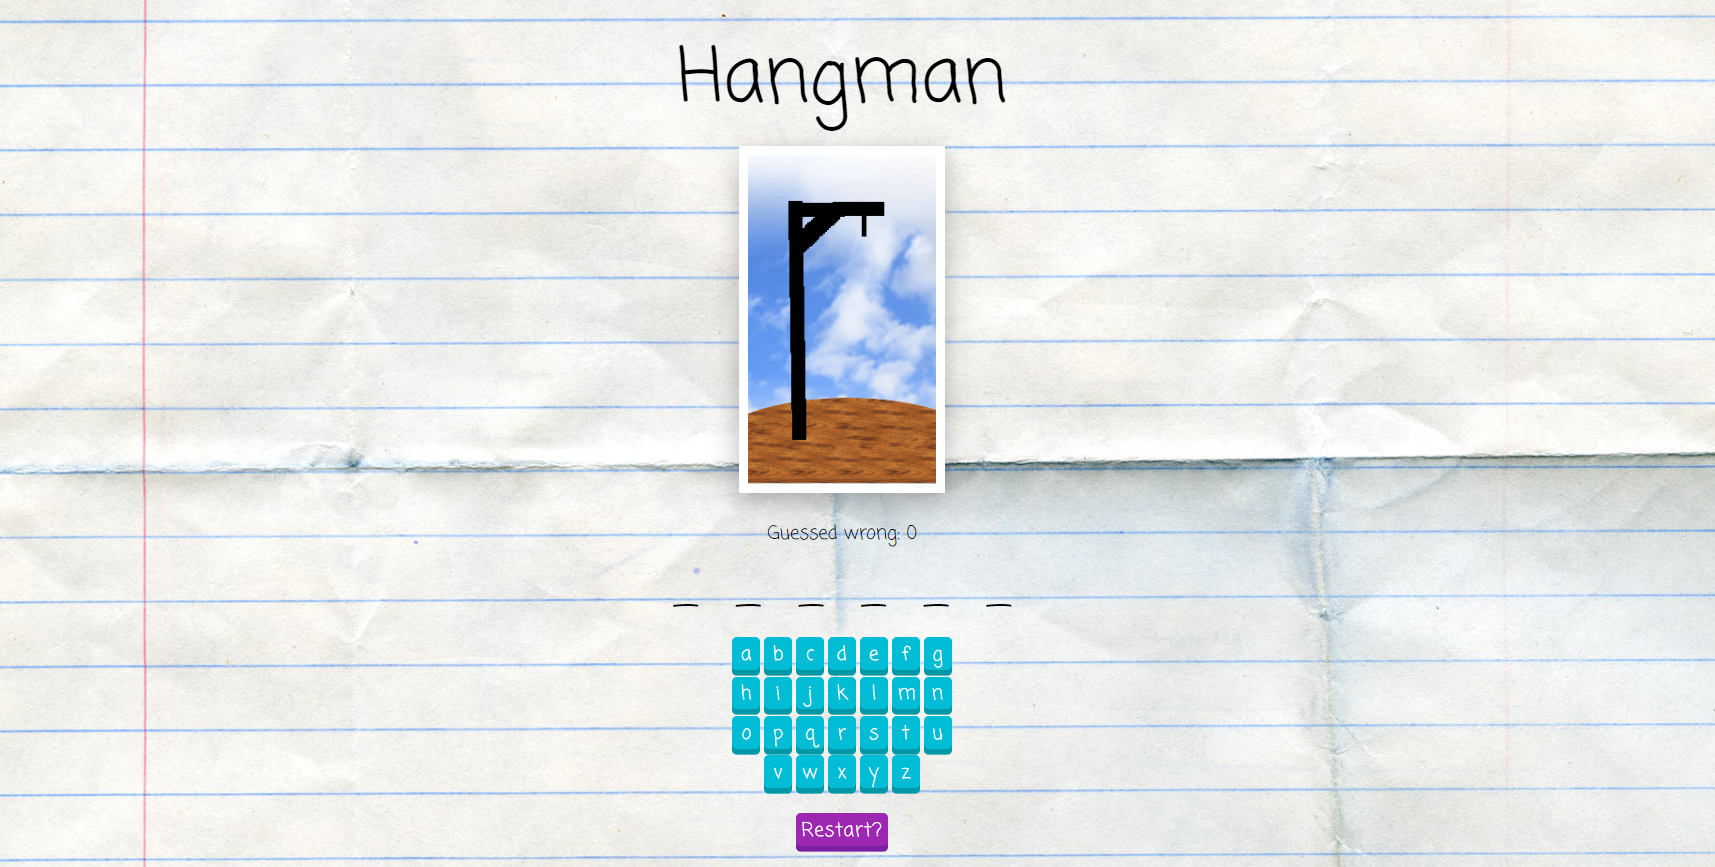 Hangman
Guessed wrong: 0
_ _ _ _ _ _
a b c d e f g
h i j k l m n
o p q r s t u
v w x y z
Restart?